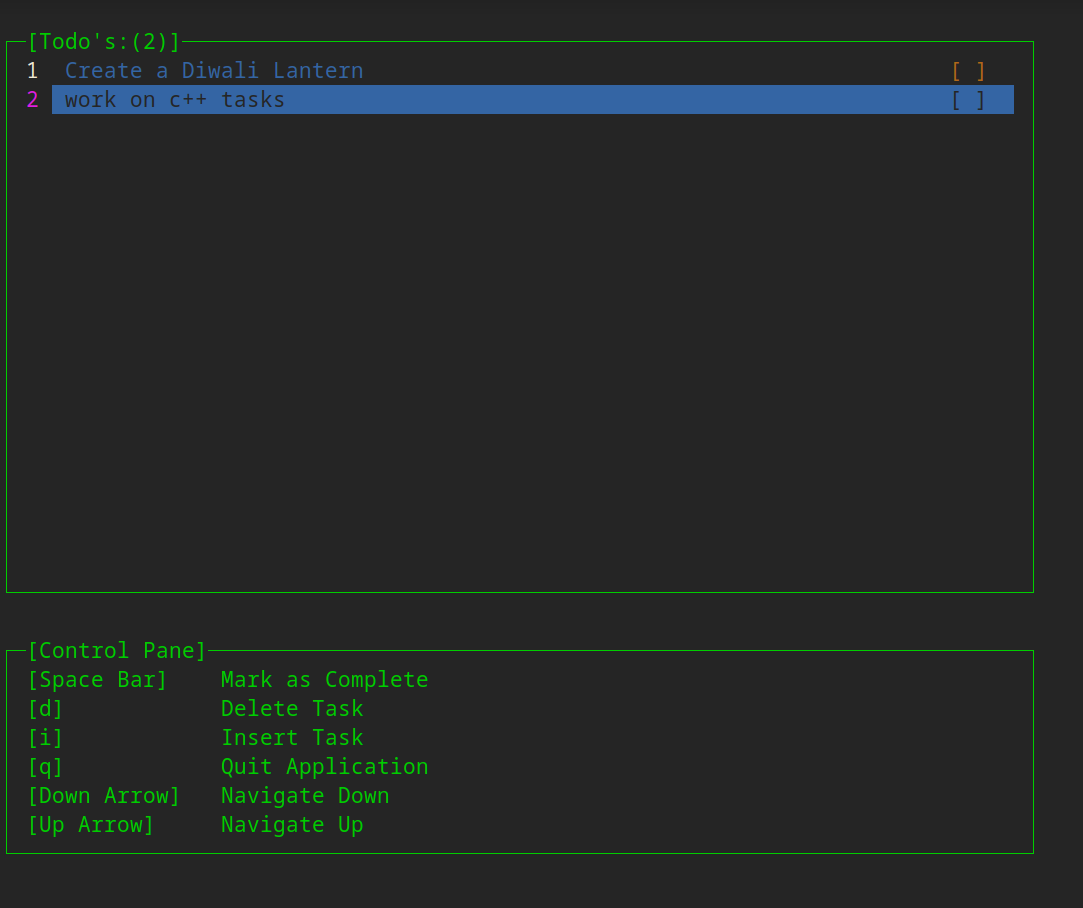 [Todo's:(2)]
1 Create a Diwali Lantern [ ]
2 work on c++ tasks [ ]
[Control Pane]
[Space Bar] Mark as Complete
[d] Delete Task
[i] Insert Task
[q] Quit Application
[Down Arrow] Navigate Down
[Up Arrow] Navigate Up